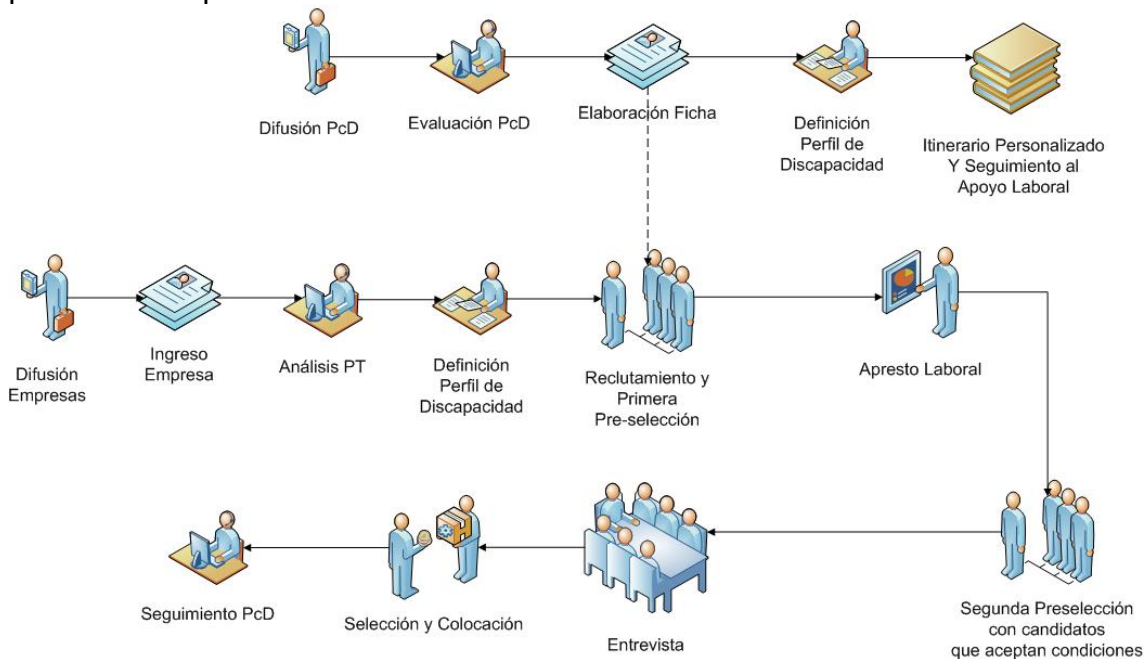 Difusión PcD
Evaluación PcD
Elaboración Ficha
Definición
Perfil de
Discapacidad
Itinerario Personalizado
Y Seguimiento al
Apoyo Laboral
Difusión
Empresas
Ingreso
Empresa
Análisis PT
Definición
Perfil de
Discapacidad
Reclutamiento y
Primera
Pre-selección
Apresto Laboral
Seguimiento PcD
Selección y Colocación
Entrevista
Segunda Preselección
con candidatos
que aceptan condiciones